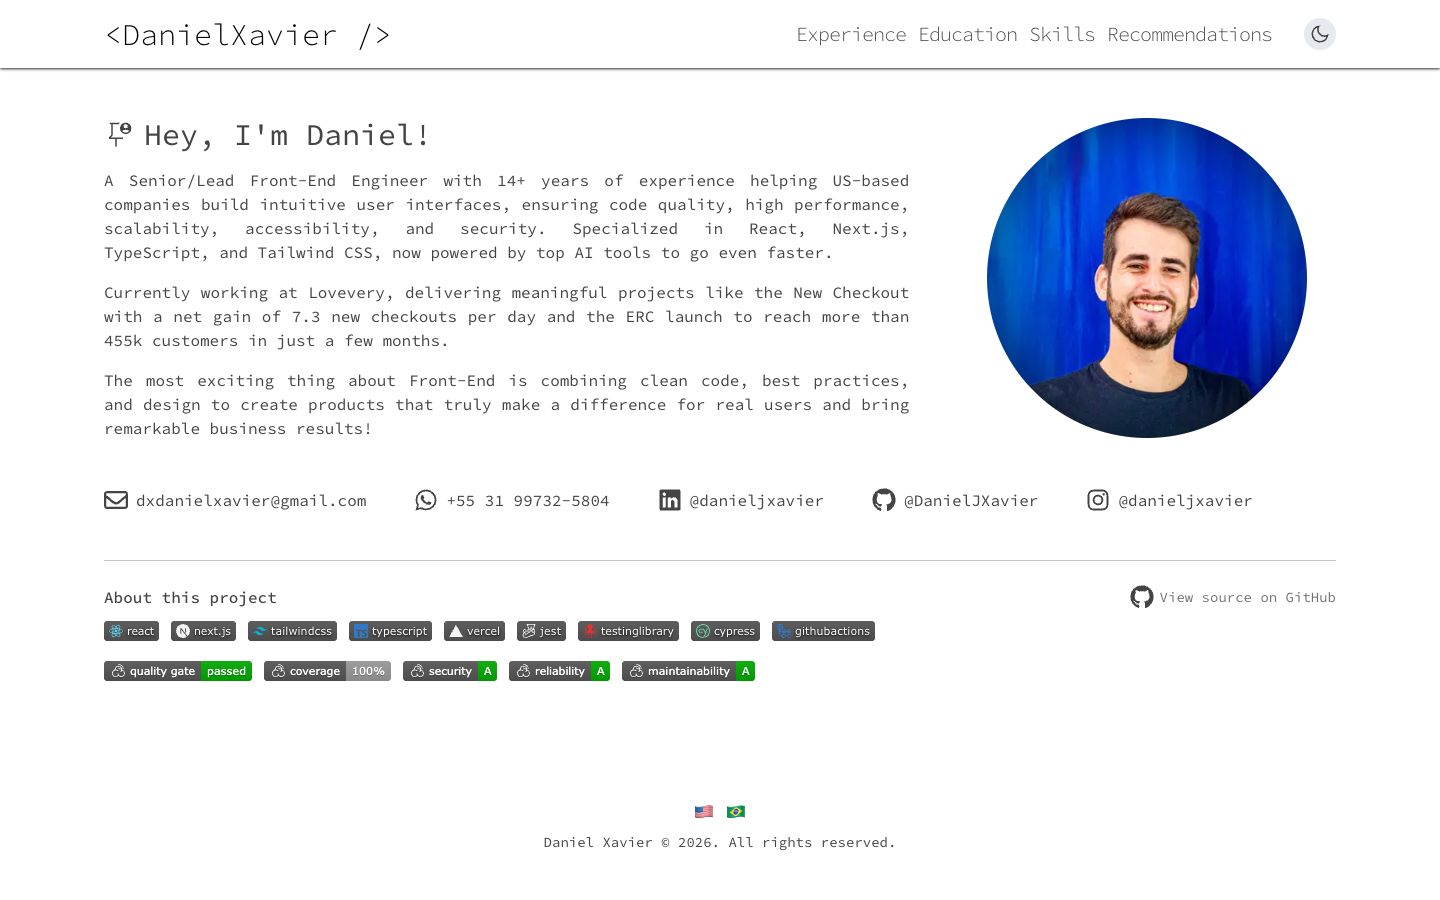 <DanielXavier />
Experience Education Skills Recommendations
Hey, I'm Daniel!
A Senior/Lead Front-End Engineer with 14+ years of experience helping US-based
companies build intuitive user interfaces, ensuring code quality, high performance,
scalability, accessibility, and security. Specialized in React, Next.js,
TypeScript, and Tailwind CSS, now powered by top AI tools to go even faster.
Currently working at Lovevery, delivering meaningful projects like the New Checkout
with a net gain of 7.3 new checkouts per day and the ERC launch to reach more than
455k customers in just a few months.
The most exciting thing about Front-End is combining clean code, best practices,
and design to create products that truly make a difference for real users and bring
remarkable business results!
dxdanielxavier@gmail.com +55 31 99732-5804 @danieljxavier @DanielJXavier @danieljxavier
About this project View source on GitHub
react next.js tailwindcss typescript vercel jest testinglibrary cypress githubactions
quality gate passed coverage 100% security A reliability A maintainability A
Daniel Xavier © 2026. All rights reserved.